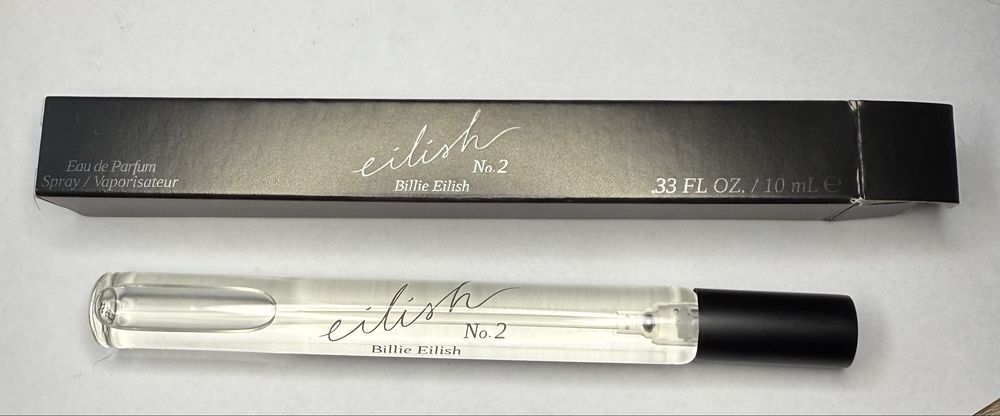 Eau de Parfum
Spray / Vaporisateur
eilish
No. 2
Billie Eilish
.33 FL OZ. / 10 mL ℮
eilish
No. 2
Billie Eilish